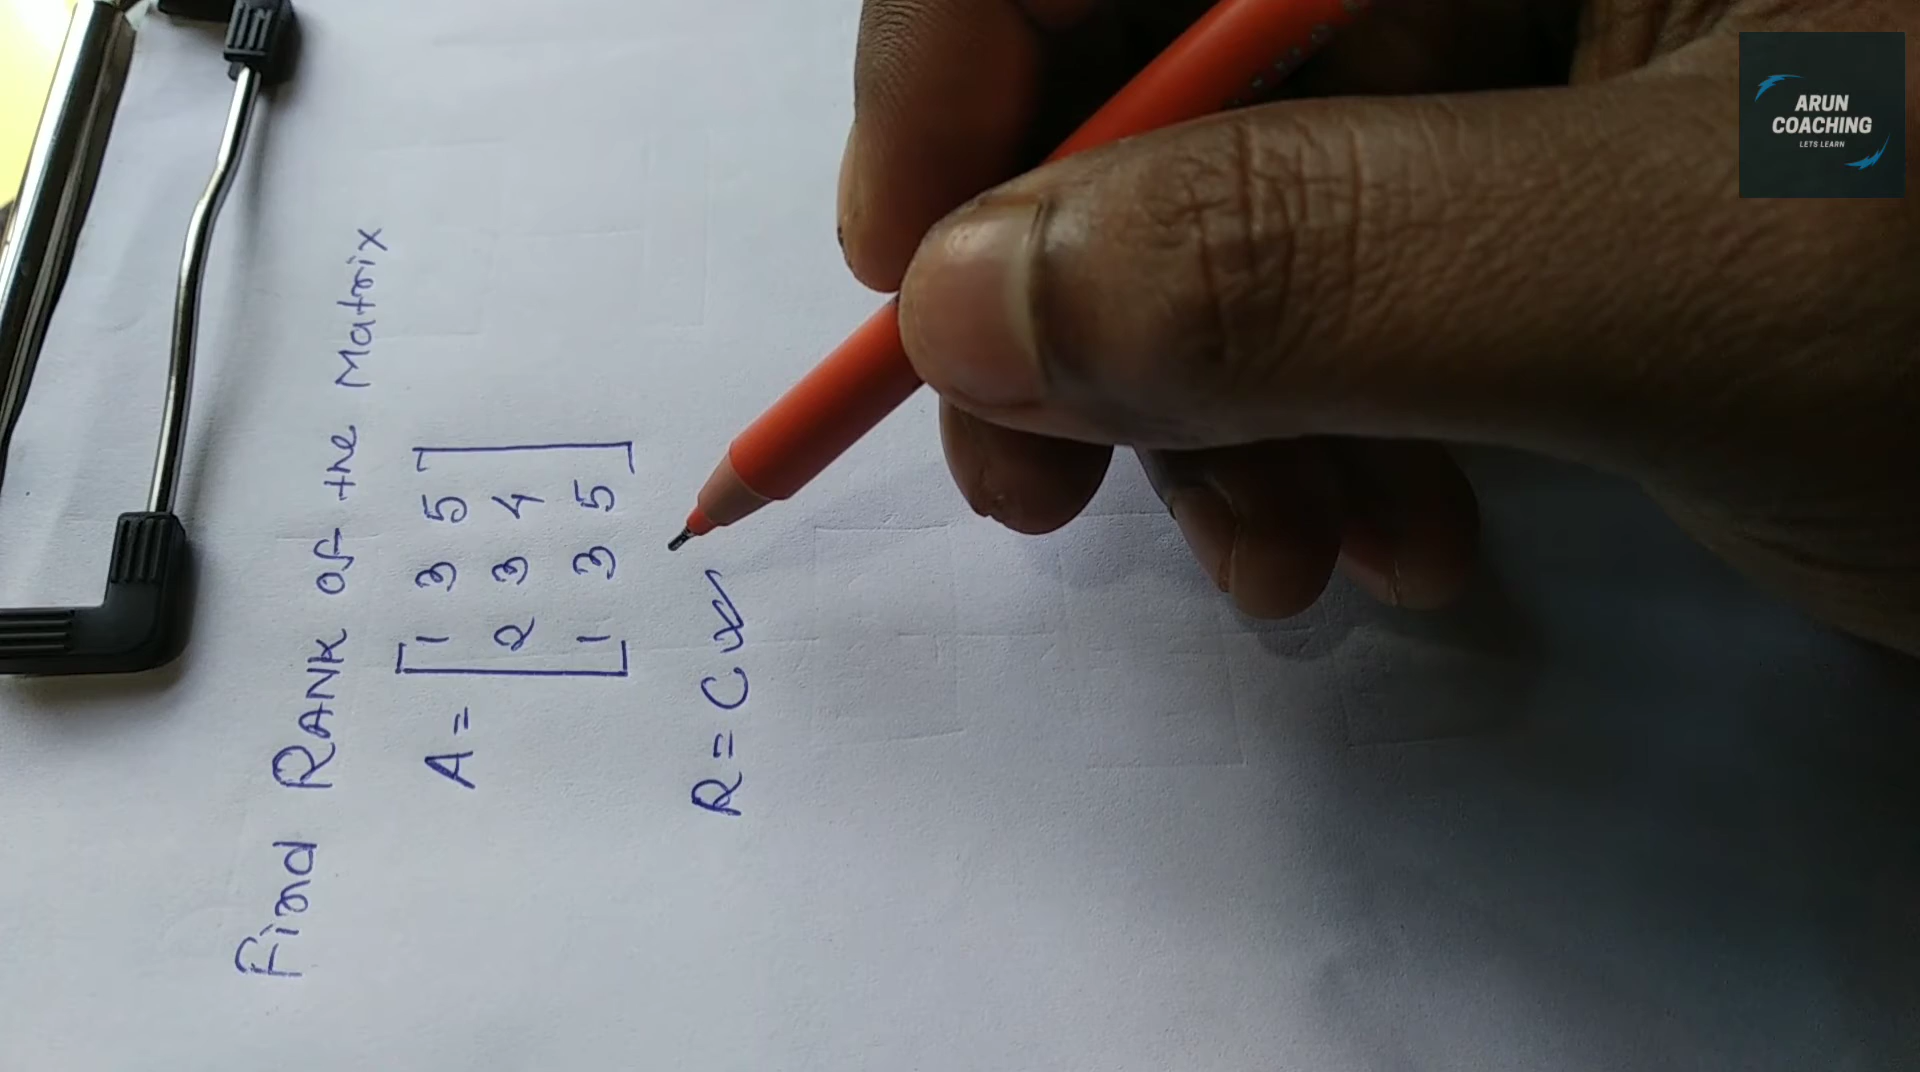 Find RANK of the Matrix
A = [1 3 5
2 3 4
1 3 5]
R = C
ARUN
COACHING
LETS LEARN